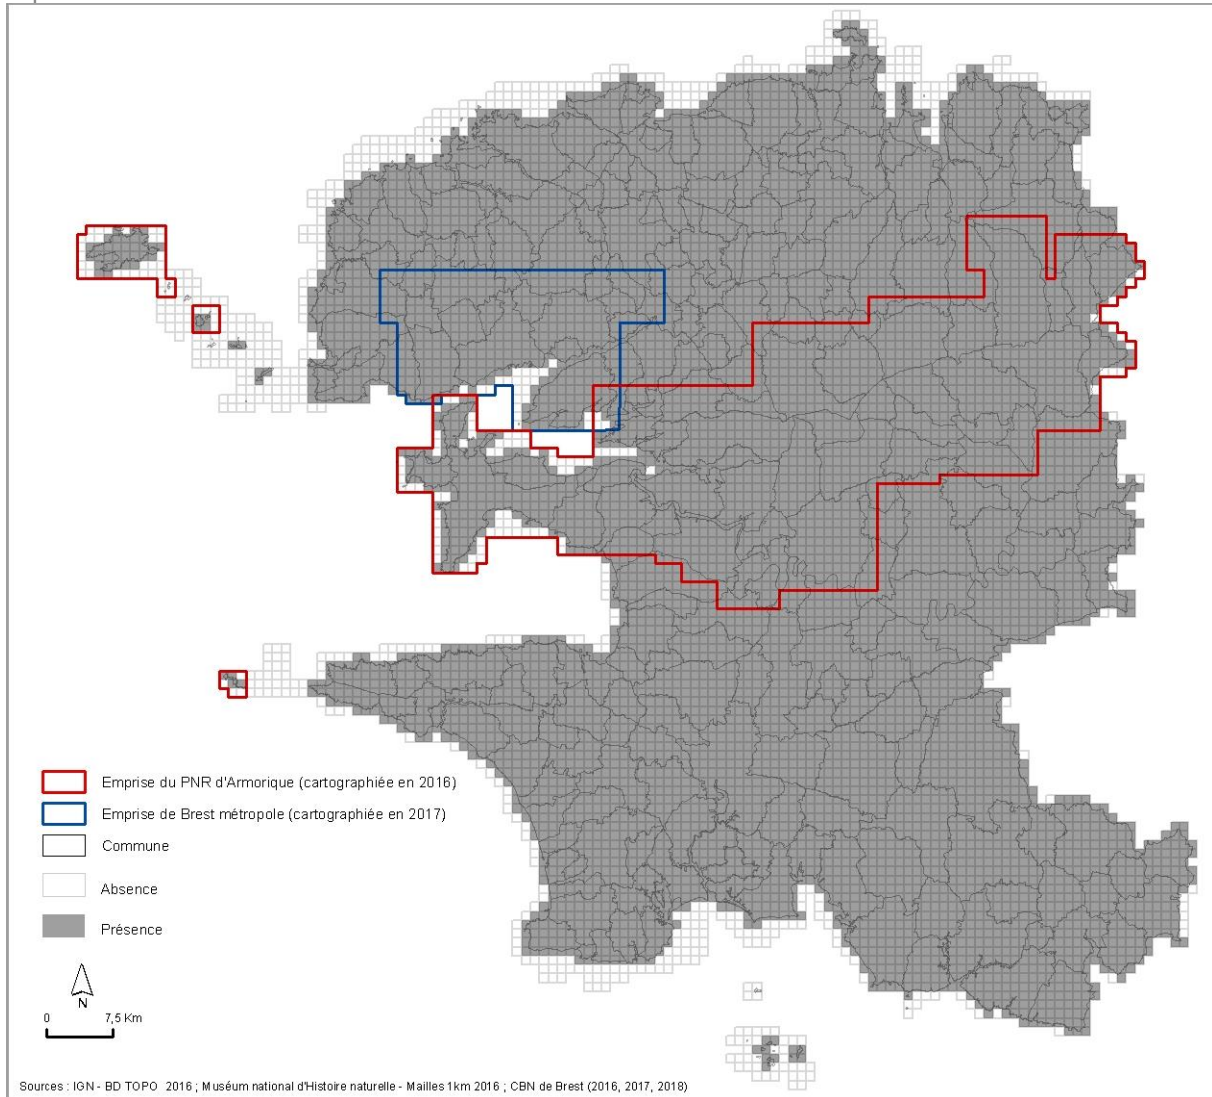 Emprise du PNR d'Armorique (cartographiée en 2016)
Emprise de Brest métropole (cartographiée en 2017)
Commune
Absence
Présence
N
0 7,5 Km
Sources : IGN - BD TOPO 2016 ; Muséum national d'Histoire naturelle - Mailles 1km 2016 ; CBN de Brest (2016, 2017, 2018)